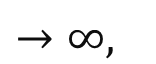 → ∞,